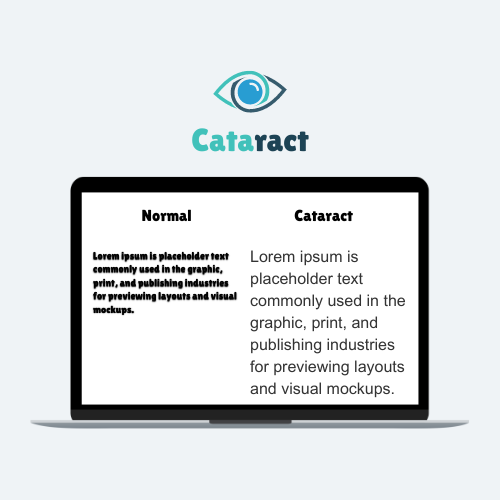 Cataract
Normal
Cataract
Lorem ipsum is placeholder text
commonly used in the graphic,
print, and publishing industries
for previewing layouts and visual
mockups.
Lorem ipsum is
placeholder text
commonly used in the
graphic, print, and
publishing industries
for previewing layouts
and visual mockups.